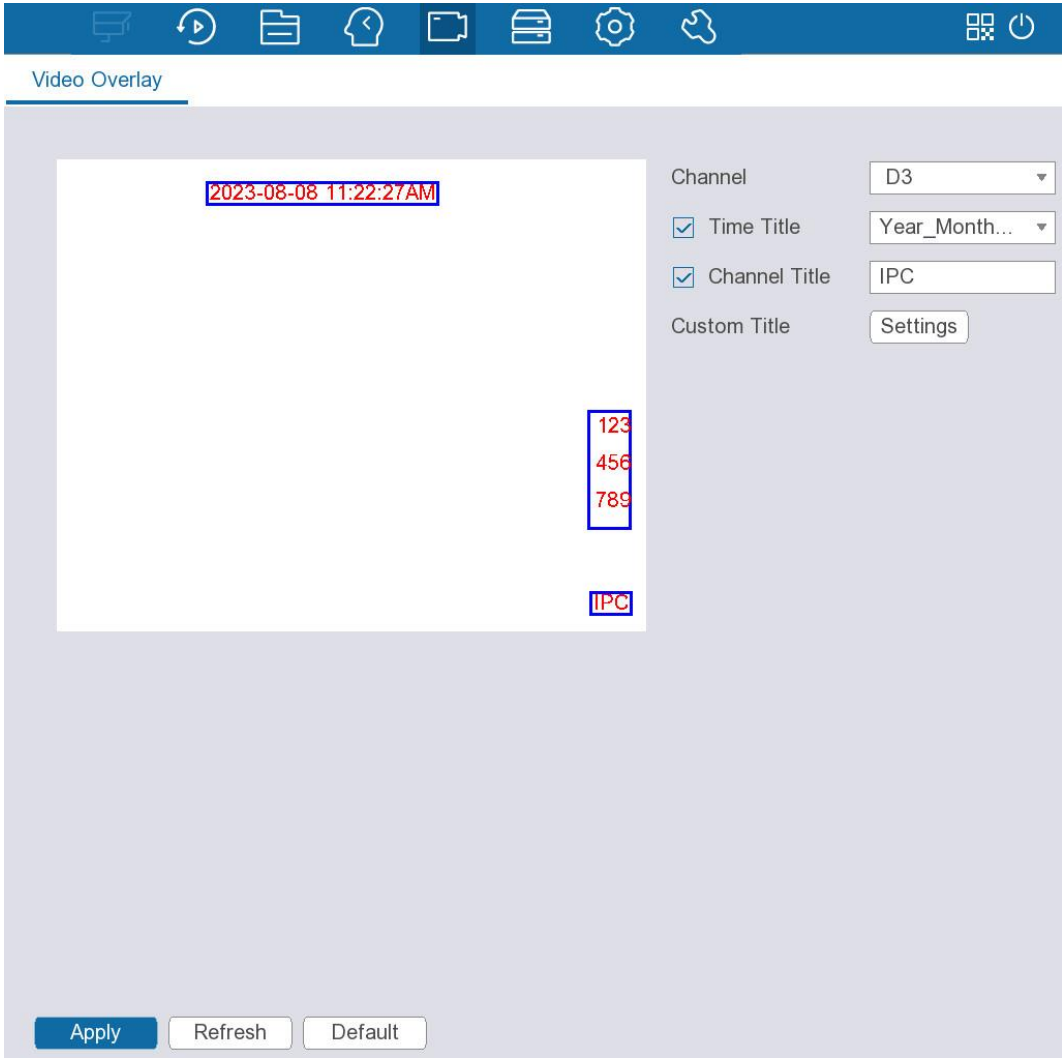 Video Overlay
2023-08-08 11:22:27AM
Channel
D3
Time Title
Year_Month...
Channel Title
IPC
Custom Title
Settings
123
456
789
IPC
Apply
Refresh
Default